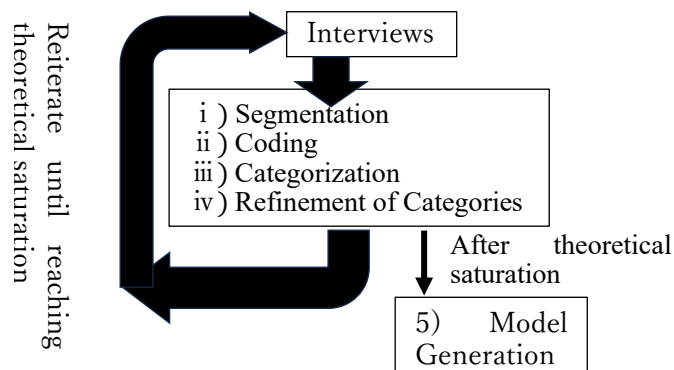 Interviews
ⅰ) Segmentation
ⅱ) Coding
ⅲ) Categorization
ⅳ) Refinement of Categories
Reiterate until reaching
theoretical saturation
After theoretical
saturation
5) Model
Generation